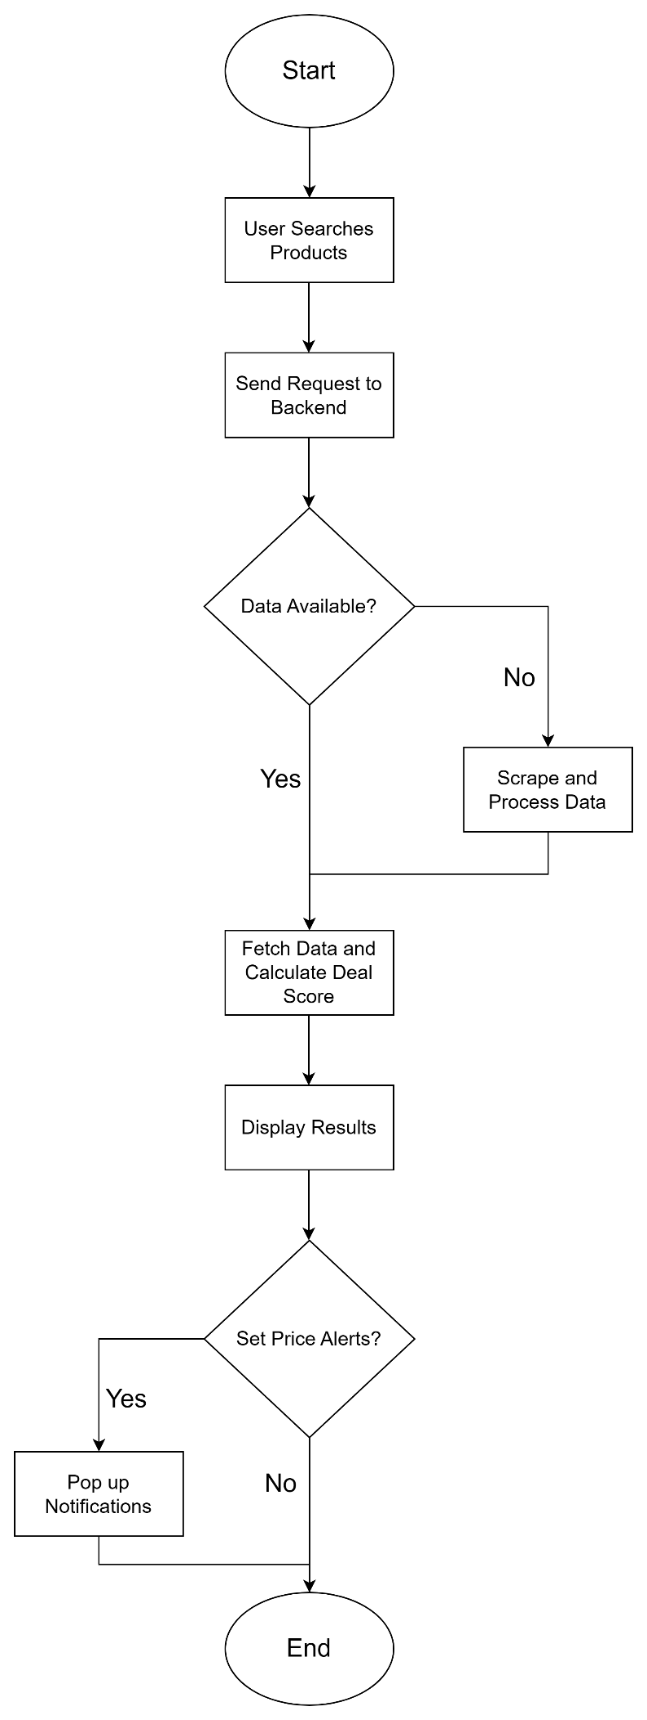 Start
User Searches
Products
Send Request to
Backend
Data Available?
No
Yes
Scrape and
Process Data
Fetch Data and
Calculate Deal
Score
Display Results
Set Price Alerts?
Yes
No
Pop up
Notifications
End